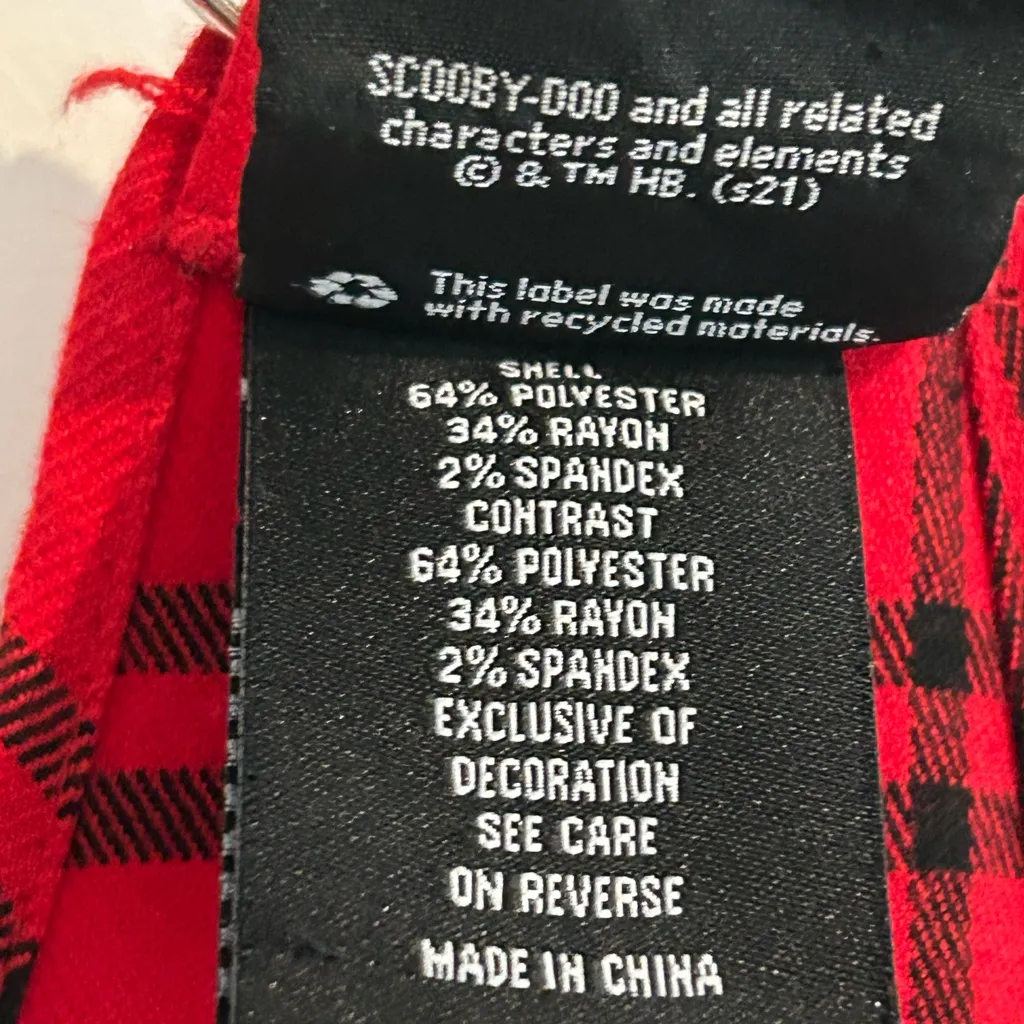 SCOOBY-DOO and all related
characters and elements
© & ™ HB. (s21)
This label was made
with recycled materials.
SHELL
64% POLYESTER
34% RAYON
2% SPANDEX
CONTRAST
64% POLYESTER
34% RAYON
2% SPANDEX
EXCLUSIVE OF
DECORATION
SEE CARE
ON REVERSE
MADE IN CHINA